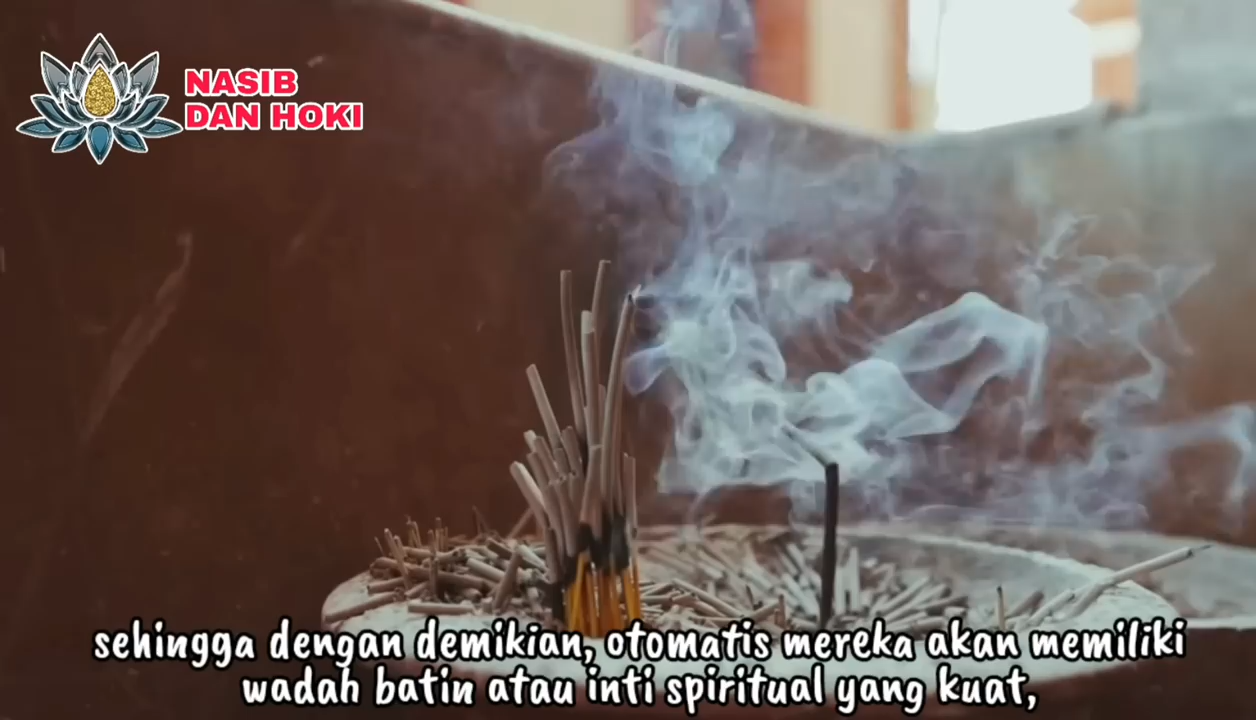 NASIB
DAN HOKI
sehingga dengan demikian, otomatis mereka akan memiliki
wadah batin atau inti spiritual yang kuat,